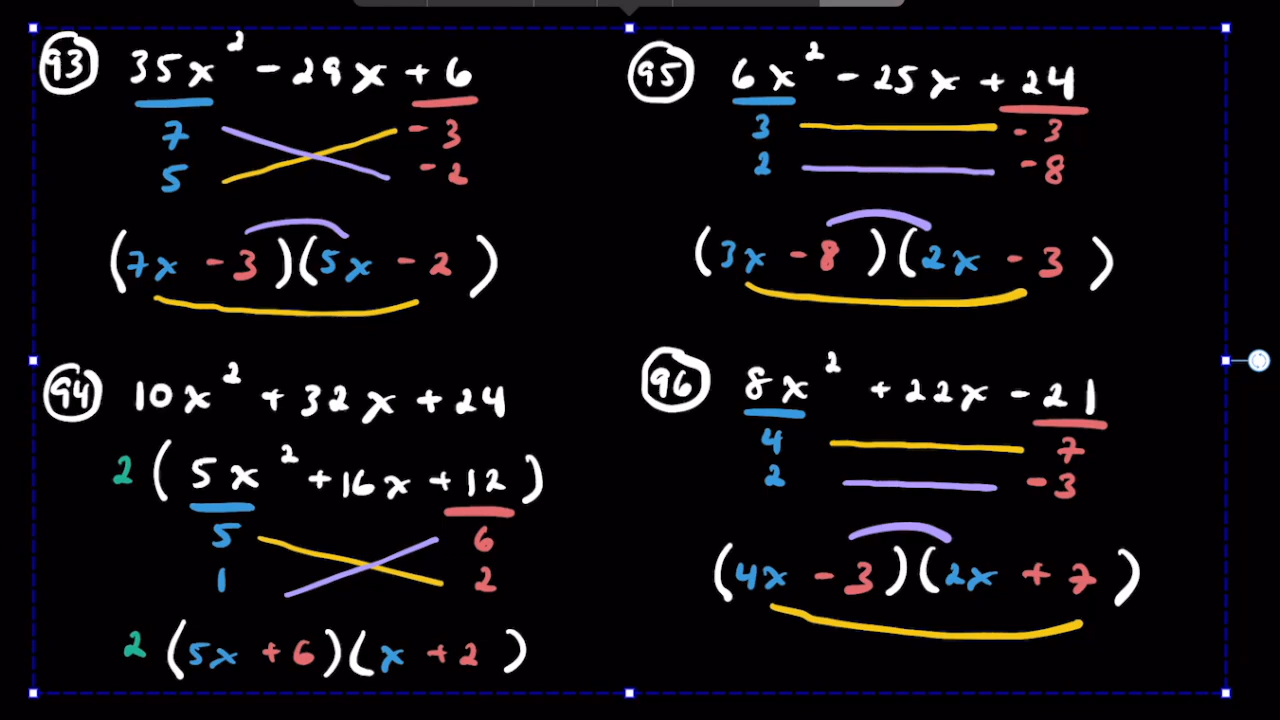 93 35x² - 29x + 6
7 - 3
5 - 2
(7x - 3)(5x - 2)
94 10x² + 32x + 24
2 (5x² + 16x + 12)
5 6
1 2
2 (5x + 6)(x + 2)
95 6x² - 25x + 24
3 - 3
2 - 8
(3x - 8)(2x - 3)
96 8x² + 22x - 21
4 7
2 - 3
(4x - 3)(2x + 7)